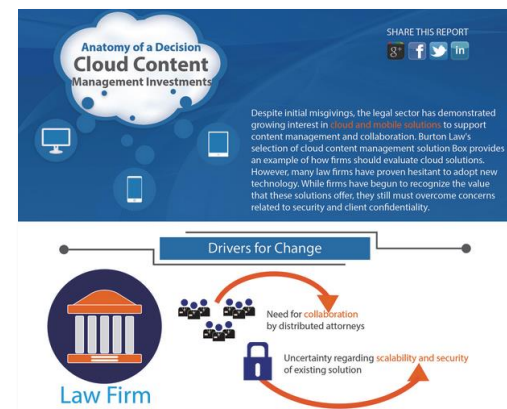 SHARE THIS REPORT
g+ f in
Anatomy of a Decision
Cloud Content
Management Investments
Despite initial misgivings, the legal sector has demonstrated
growing interest in cloud and mobile solutions to support
content management and collaboration. Burton Law's
selection of cloud content management solution Box provides
an example of how firms should evaluate cloud solutions.
However, many law firms have proven hesitant to adopt new
technology. While firms have begun to recognize the value
that these solutions offer, they still must overcome concerns
related to security and client confidentiality.
Drivers for Change
Need for collaboration
by distributed attorneys
Uncertainty regarding scalability and security
of existing solution
Law Firm